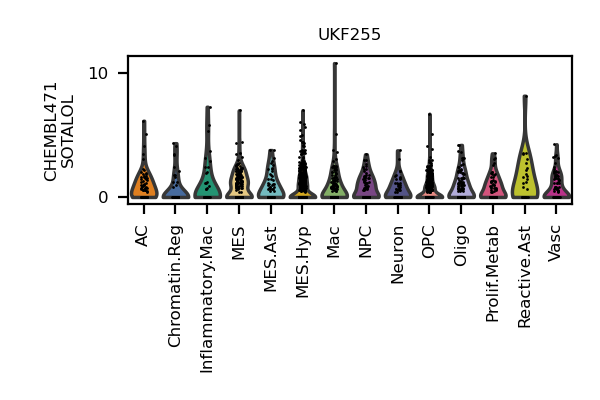 UKF255
CHEMBL471
SOTALOL
10
0
AC
Chromatin.Reg
Inflammatory.Mac
MES
MES.Ast
MES.Hyp
Mac
NPC
Neuron
OPC
Oligo
Prolif.Metab
Reactive.Ast
Vasc